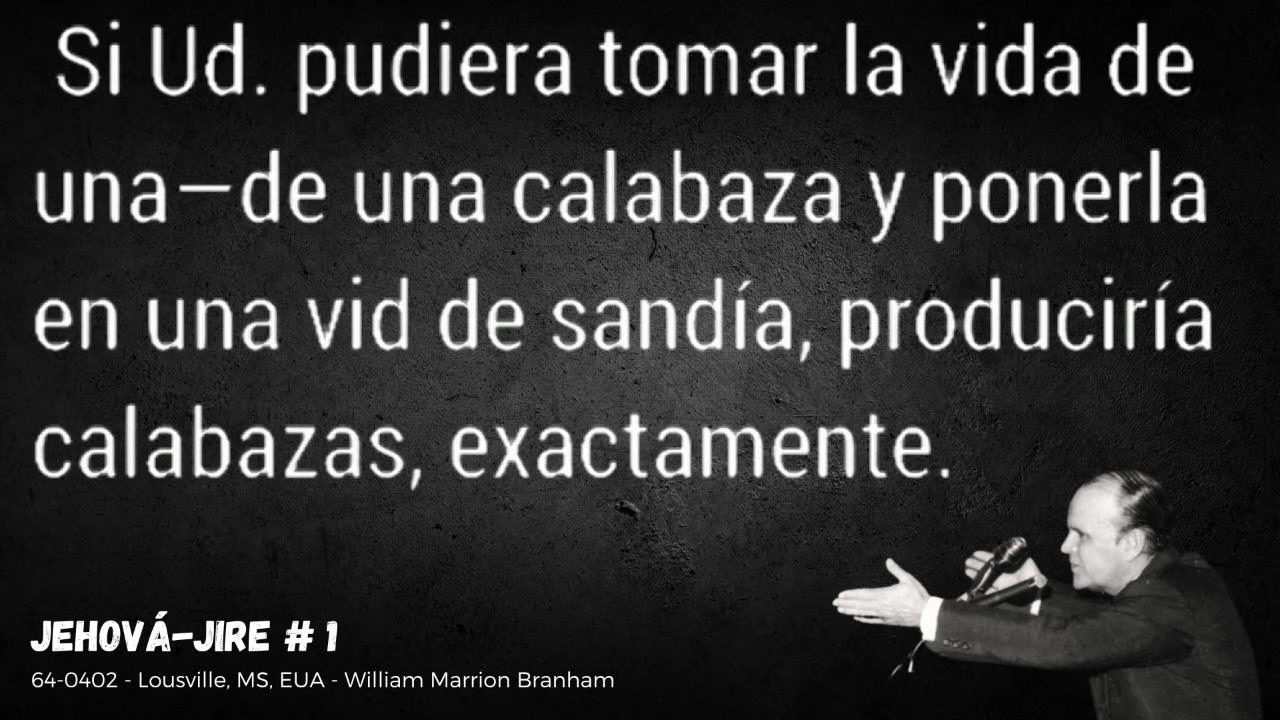 Si Ud. pudiera tomar la vida de
una—de una calabaza y ponerla
en una vid de sandía, produciría
calabazas, exactamente.
JEHOVÁ-JIRE # 1
64-0402 - Lousville, MS, EUA - William Marrion Branham